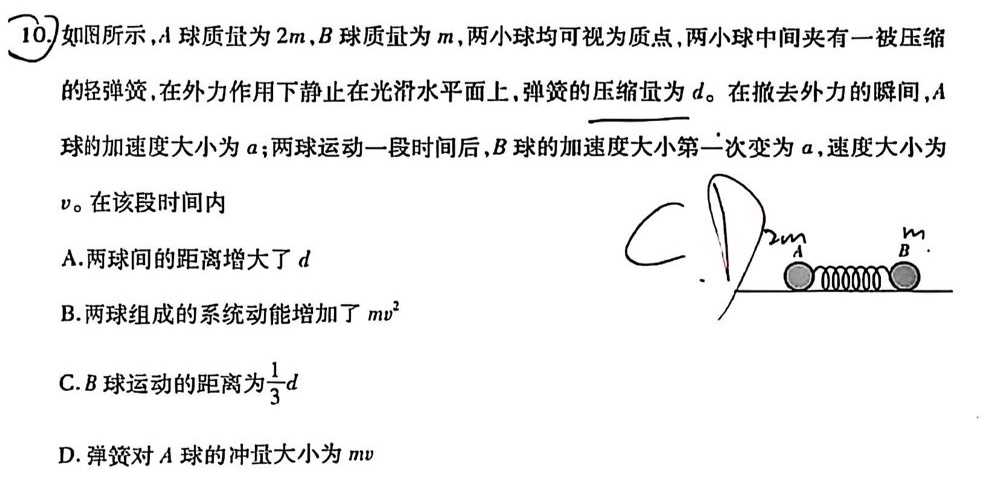 10.如图所示,A 球质量为 2m,B 球质量为 m,两小球均可视为质点,两小球中间夹有一被压缩
的轻弹簧,在外力作用下静止在光滑水平面上,弹簧的压缩量为 d。在撤去外力的瞬间,A
球的加速度大小为 a;两球运动一段时间后,B 球的加速度大小第一次变为 a,速度大小为
v。在该段时间内
CD
2m m
A B
A.两球间的距离增大了 d
B.两球组成的系统动能增加了 mv²
C.B 球运动的距离为\frac{1}{3}d
D.弹簧对 A 球的冲量大小为 mv